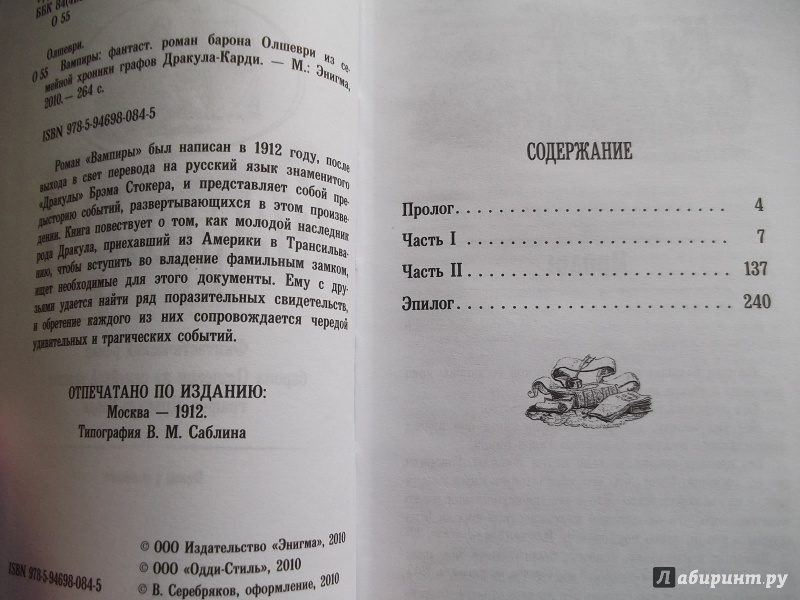 ББК 84(4
О 55
Олшеври.
О 55 Вампиры: фантаст. роман барона Олшеври из се-
мейной хроники графов Дракула-Карди. — М.: Энигма,
2010.— 264 с.
ISBN 978-5-94698-084-5
Роман «Вампиры» был написан в 1912 году, после
выхода в свет перевода на русский язык знаменитого
«Дракулы» Брэма Стокера, и представляет собой пре-
дысторию событий, развертывающихся в этом произве-
дении. Книга повествует о том, как молодой наследник
рода Дракула, приехавший из Америки в Трансильва-
нию, чтобы вступить во владение фамильным замком,
ищет необходимые для этого документы. Ему с дру-
зьями удается найти ряд поразительных свидетельств,
и обретение каждого из них сопровождается чередой
удивительных и трагических событий.
ОТПЕЧАТАНО ПО ИЗДАНИЮ:
Москва — 1912.
Типография В. М. Саблина
© ООО Издательство «Энигма», 2010
© ООО «Одди-Стиль», 2010
© В. Серебряков, оформление, 2010
ISBN 978-5-94698-084-5
СОДЕРЖАНИЕ
Пролог. . . . . . . . . . . . . . . . . . . . . . . . 4
Часть I . . . . . . . . . . . . . . . . . . . . . . . 7
Часть II . . . . . . . . . . . . . . . . . . . . . . 137
Эпилог . . . . . . . . . . . . . . . . . . . . . . . 240
Лабиринт.ру